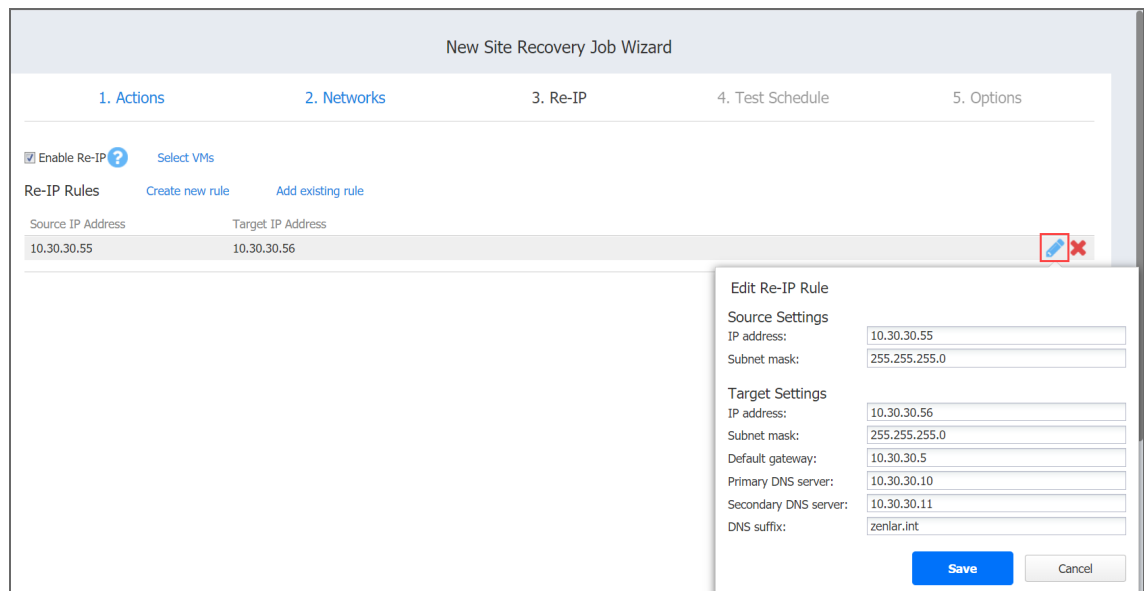 New Site Recovery Job Wizard
1. Actions 2. Networks 3. Re-IP 4. Test Schedule 5. Options
Enable Re-IP ? Select VMs
Re-IP Rules Create new rule Add existing rule
Source IP Address Target IP Address
10.30.30.55 10.30.30.56
Edit Re-IP Rule
Source Settings
IP address: 10.30.30.55
Subnet mask: 255.255.255.0
Target Settings
IP address: 10.30.30.56
Subnet mask: 255.255.255.0
Default gateway: 10.30.30.5
Primary DNS server: 10.30.30.10
Secondary DNS server: 10.30.30.11
DNS suffix: zenlar.int
Save Cancel